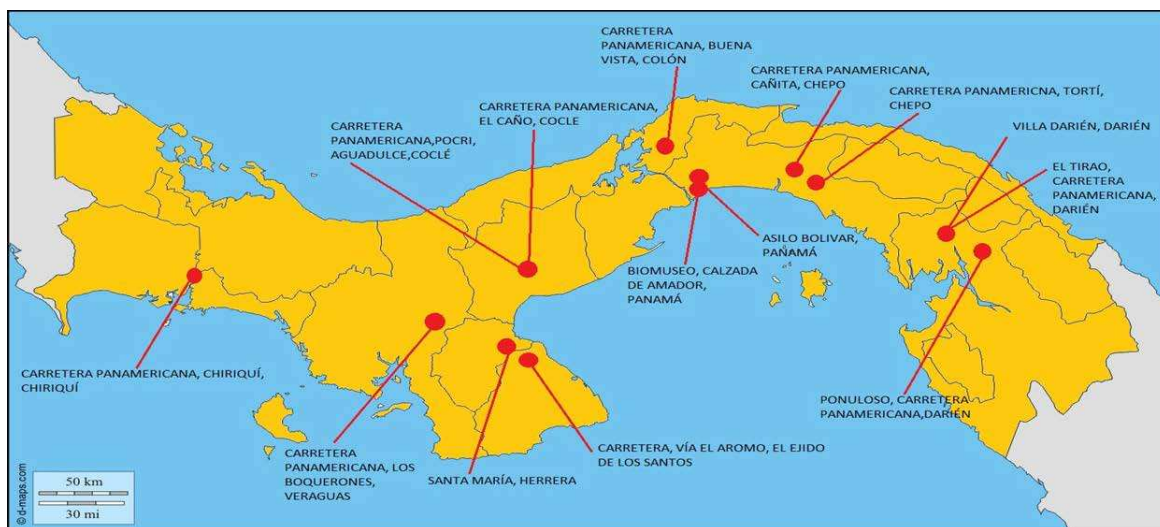 CARRETERA
PANAMERICANA, BUENA
VISTA, COLÓN
CARRETERA PANAMERICANA,
CAÑITA, CHEPO
CARRETERA PANAMERICNA, TORTÍ,
CHEPO
CARRETERA PANAMERICANA,
EL CAÑO, COCLE
CARRETERA
PANAMERICANA,POCRI,
AGUADULCE,COCLÉ
VILLA DARIÉN, DARIÉN
EL TIRAO,
CARRETERA
PANAMERICANA,
DARIÉN
ASILO BOLIVAR,
PANAMÁ
BIOMUSEO, CALZADA
DE AMADOR,
PANAMÁ
CARRETERA PANAMERICANA, CHIRIQUÍ,
CHIRIQUÍ
PONULOSO, CARRETERA
PANAMERICANA,DARIÉN
CARRETERA
PANAMERICANA, LOS
BOQUERONES,
VERAGUAS
SANTA MARÍA, HERRERA
CARRETERA, VÍA EL AROMO, EL EJIDO
DE LOS SANTOS
50 km
30 mi
© d-maps.com